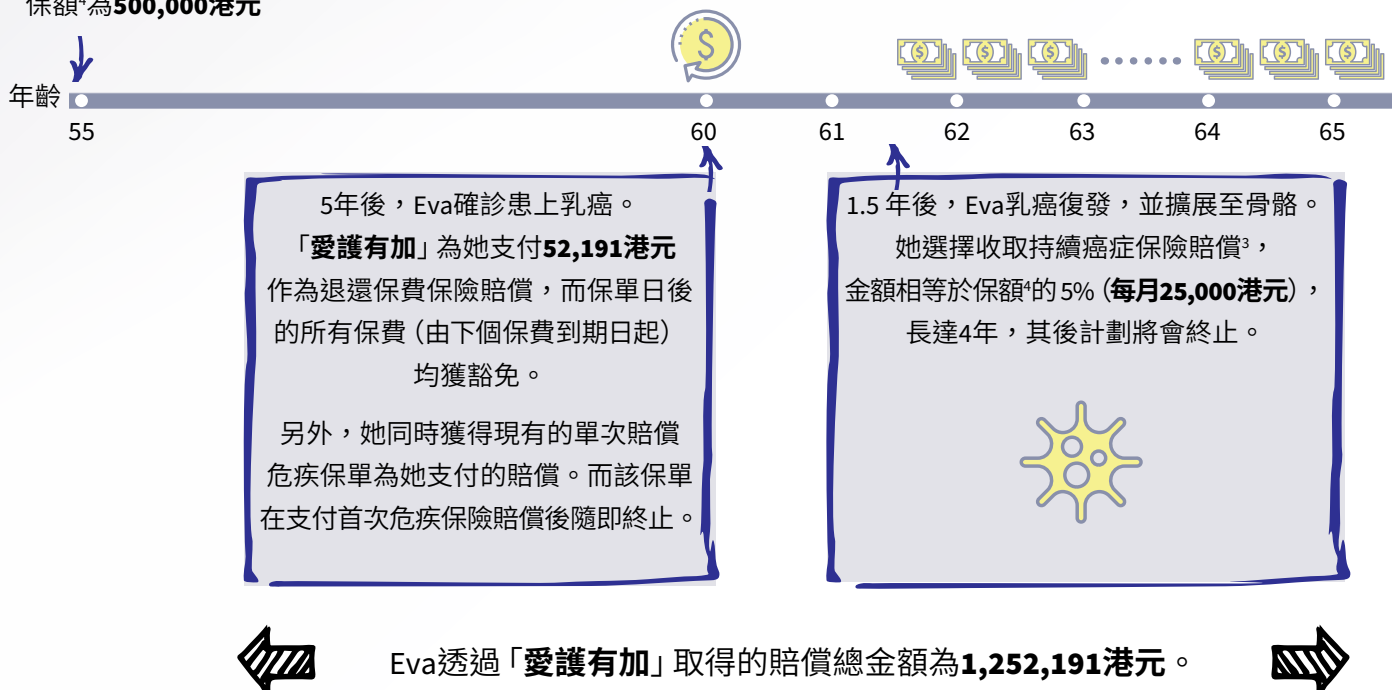 保額⁴為500,000港元
年齡
55
60
61
62
63
64
65
5年後，Eva確診患上乳癌。
「愛護有加」為她支付52,191港元
作為退還保費保險賠償，而保單日後
的所有保費（由下個保費到期日起）
均獲豁免。
另外，她同時獲得現有的單次賠償
危疾保單為她支付的賠償。而該保單
在支付首次危疾保險賠償後隨即終止。
1.5 年後，Eva乳癌復發，並擴展至骨骼。
她選擇收取持續癌症保險賠償³，
金額相等於保額⁴的 5%（每月25,000港元），
長達4年，其後計劃將會終止。
Eva透過「愛護有加」取得的賠償總金額為1,252,191港元。